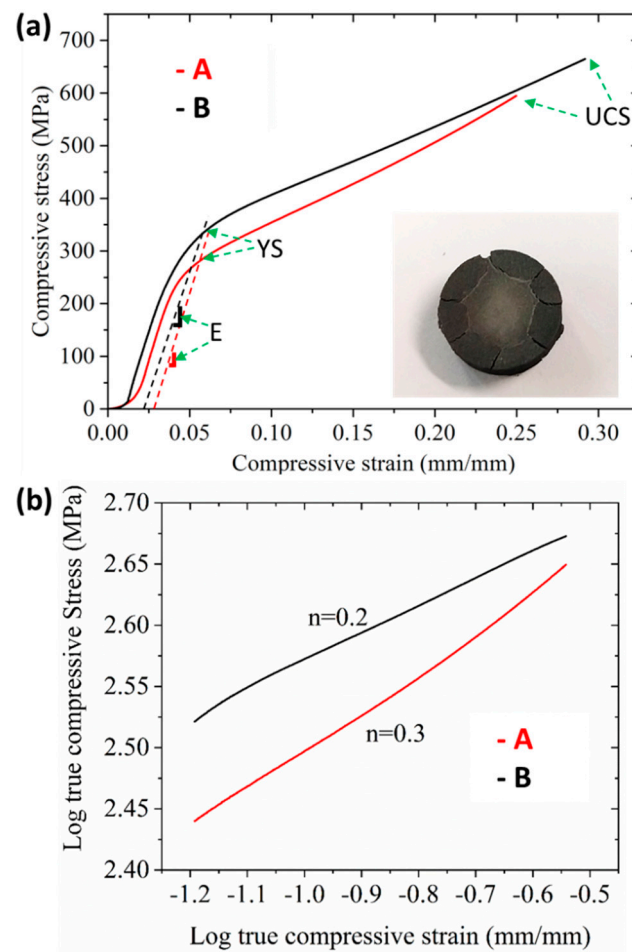 (a)
700
600
500
400
300
200
100
0
- A
- B
UCS
YS
E
0.00 0.05 0.10 0.15 0.20 0.25 0.30
Compressive strain (mm/mm)
Compressive stress (MPa)
(b)
2.70
2.65
2.60
2.55
2.50
2.45
2.40
n=0.2
n=0.3
- A
- B
-1.2 -1.1 -1.0 -0.9 -0.8 -0.7 -0.6 -0.5
Log true compressive strain (mm/mm)
Log true compressive Stress (MPa)